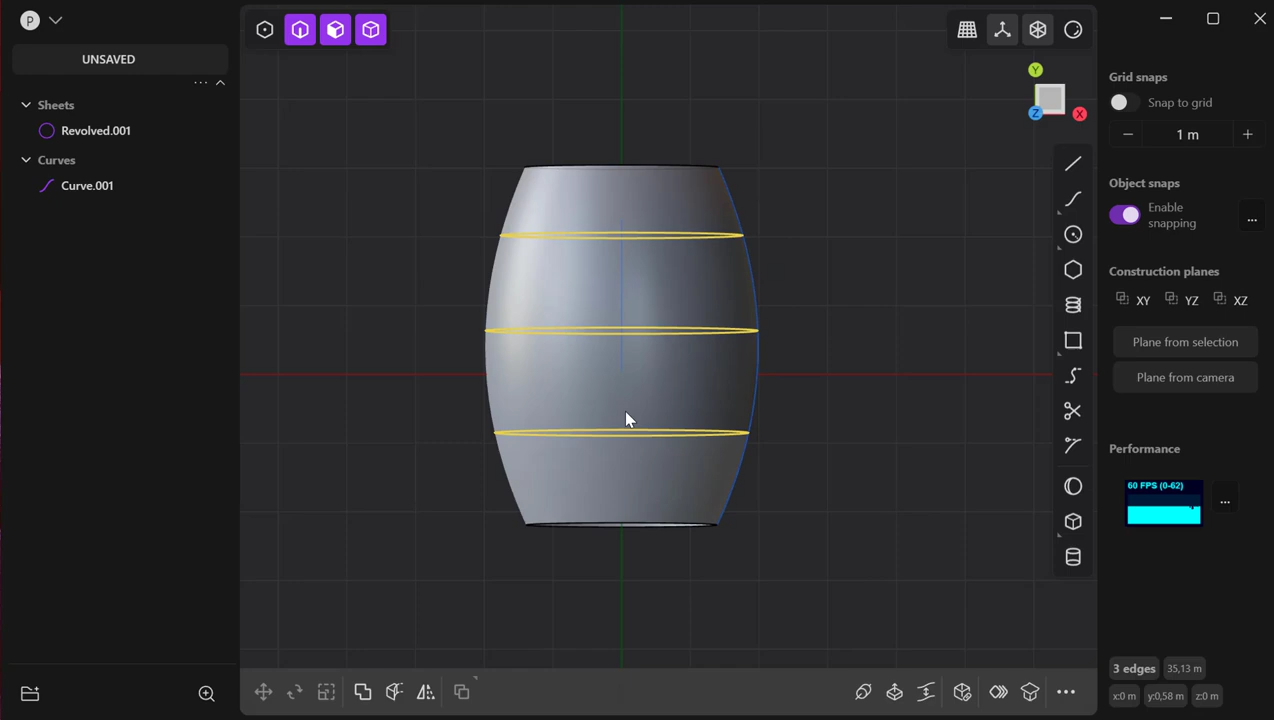 P
UNSAVED
...
Sheets
Revolved.001
Curves
Curve.001
Y
Z
X
Grid snaps
Snap to grid
1 m
Object snaps
Enable
snapping
...
Construction planes
XY
YZ
XZ
Plane from selection
Plane from camera
Performance
60 FPS (0-62)
...
3 edges
35,13 m
x:0 m
y:0,58 m
z:0 m